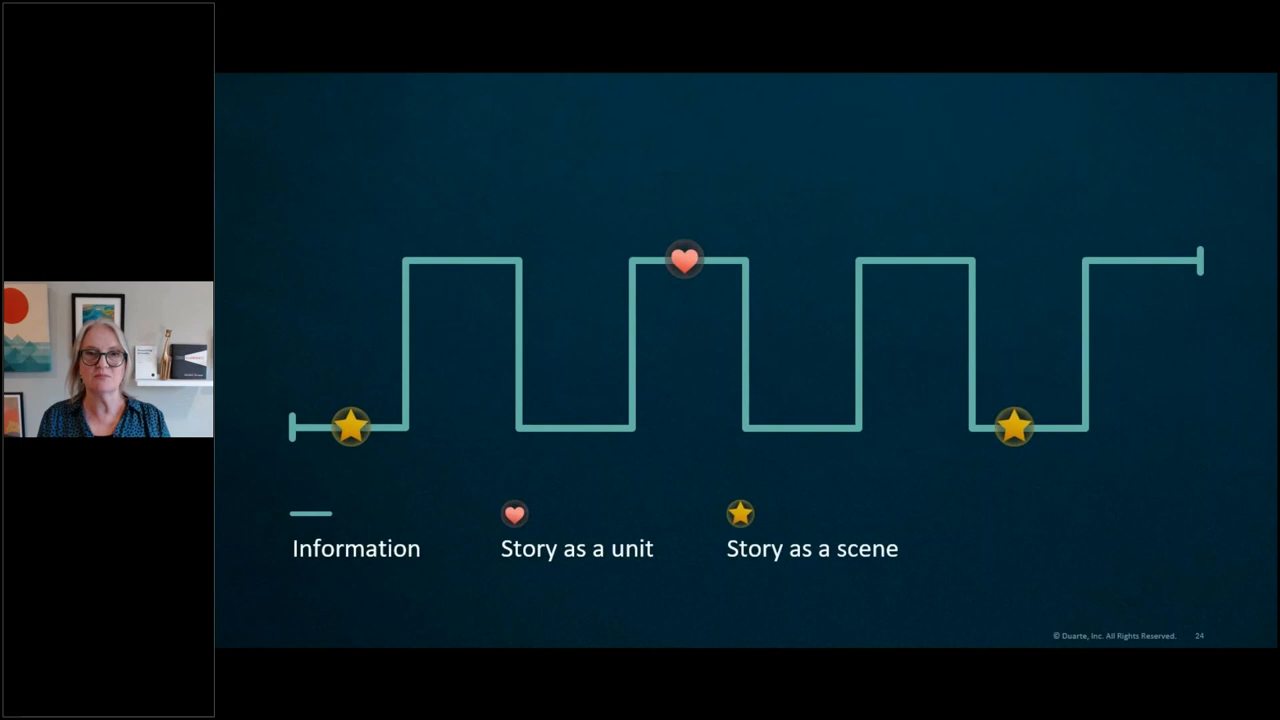 Information
Story as a unit
Story as a scene
© Duarte, Inc. All Rights Reserved.
24